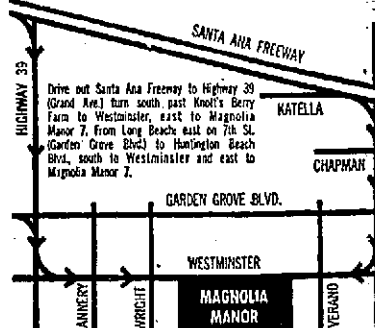 SANTA ANA FREEWAY
HIGHWAY 39
Drive out Santa Ana Freeway to Highway 39
(Grand Ave.) turn south past Knott's Berry
Farm to Westminster, east to Magnolia
Manor 7. From Long Beach: east on 7th St.
(Garden Grove Blvd.) to Huntington Beach
Blvd., south to Westminster and east to
Magnolia Manor 7.
KATELLA
CHAPMAN
GARDEN GROVE BLVD.
WESTMINSTER
ANNERY
WRIGHT
MAGNOLIA
MANOR
VERANO